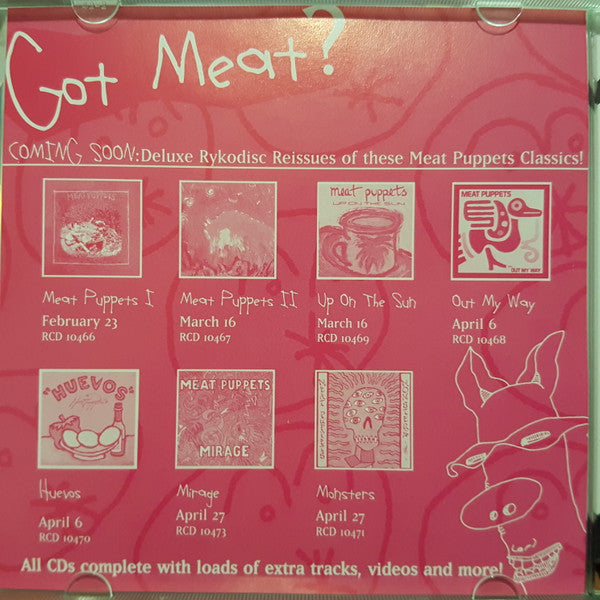 Got Meat?
COMING SOON:Deluxe Rykodisc Reissues of these Meat Puppets Classics!
MEAT PUPPETS
meat puppets
UP ON THE SUN
MEAT PUPPETS
OUT MY WAY
Meat Puppets I
Meat Puppets II
Up On The Sun
Out My Way
February 23
March 16
March 16
April 6
RCD 10466
RCD 10467
RCD 10469
RCD 10468
"HUEVOS"
MEAT PUPPETS
MIRAGE
Huevos
Mirage
Monsters
April 6
April 27
April 27
RCD 10470
RCD 10473
RCD 10471
All CDs complete with loads of extra tracks, videos and more!